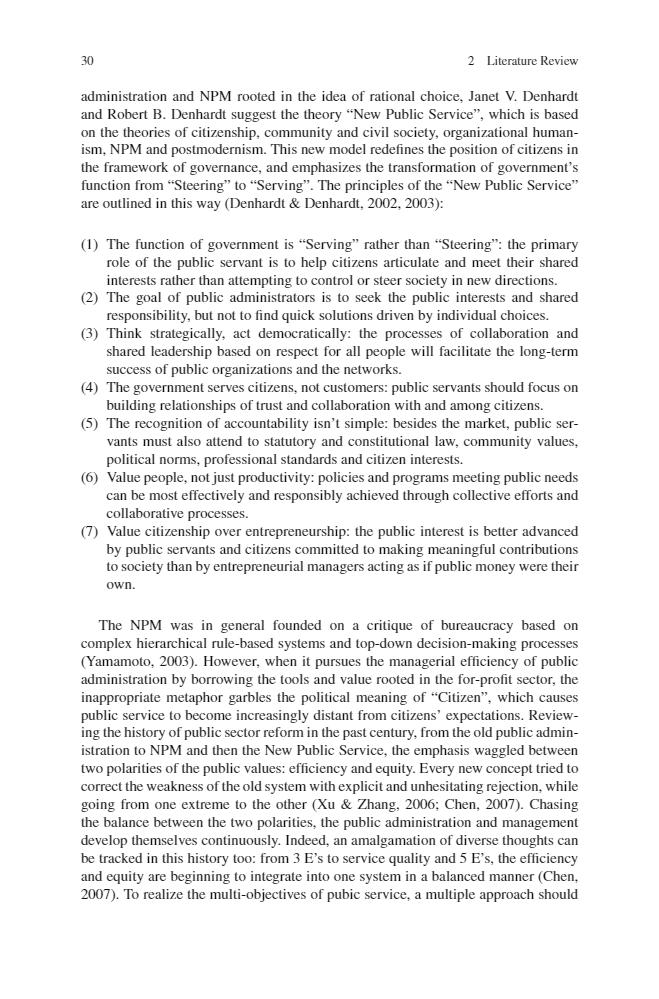 30
2 Literature Review
administration and NPM rooted in the idea of rational choice, Janet V. Denhardt
and Robert B. Denhardt suggest the theory “New Public Service”, which is based
on the theories of citizenship, community and civil society, organizational human-
ism, NPM and postmodernism. This new model redefines the position of citizens in
the framework of governance, and emphasizes the transformation of government’s
function from “Steering” to “Serving”. The principles of the “New Public Service”
are outlined in this way (Denhardt & Denhardt, 2002, 2003):
(1) The function of government is “Serving” rather than “Steering”: the primary
role of the public servant is to help citizens articulate and meet their shared
interests rather than attempting to control or steer society in new directions.
(2) The goal of public administrators is to seek the public interests and shared
responsibility, but not to find quick solutions driven by individual choices.
(3) Think strategically, act democratically: the processes of collaboration and
shared leadership based on respect for all people will facilitate the long-term
success of public organizations and the networks.
(4) The government serves citizens, not customers: public servants should focus on
building relationships of trust and collaboration with and among citizens.
(5) The recognition of accountability isn’t simple: besides the market, public ser-
vants must also attend to statutory and constitutional law, community values,
political norms, professional standards and citizen interests.
(6) Value people, not just productivity: policies and programs meeting public needs
can be most effectively and responsibly achieved through collective efforts and
collaborative processes.
(7) Value citizenship over entrepreneurship: the public interest is better advanced
by public servants and citizens committed to making meaningful contributions
to society than by entrepreneurial managers acting as if public money were their
own.
The NPM was in general founded on a critique of bureaucracy based on
complex hierarchical rule-based systems and top-down decision-making processes
(Yamamoto, 2003). However, when it pursues the managerial efficiency of public
administration by borrowing the tools and value rooted in the for-profit sector, the
inappropriate metaphor garbles the political meaning of “Citizen”, which causes
public service to become increasingly distant from citizens’ expectations. Review-
ing the history of public sector reform in the past century, from the old public admin-
istration to NPM and then the New Public Service, the emphasis waggled between
two polarities of the public values: efficiency and equity. Every new concept tried to
correct the weakness of the old system with explicit and unhesitating rejection, while
going from one extreme to the other (Xu & Zhang, 2006; Chen, 2007). Chasing
the balance between the two polarities, the public administration and management
develop themselves continuously. Indeed, an amalgamation of diverse thoughts can
be tracked in this history too: from 3 E’s to service quality and 5 E’s, the efficiency
and equity are beginning to integrate into one system in a balanced manner (Chen,
2007). To realize the multi-objectives of pubic service, a multiple approach should